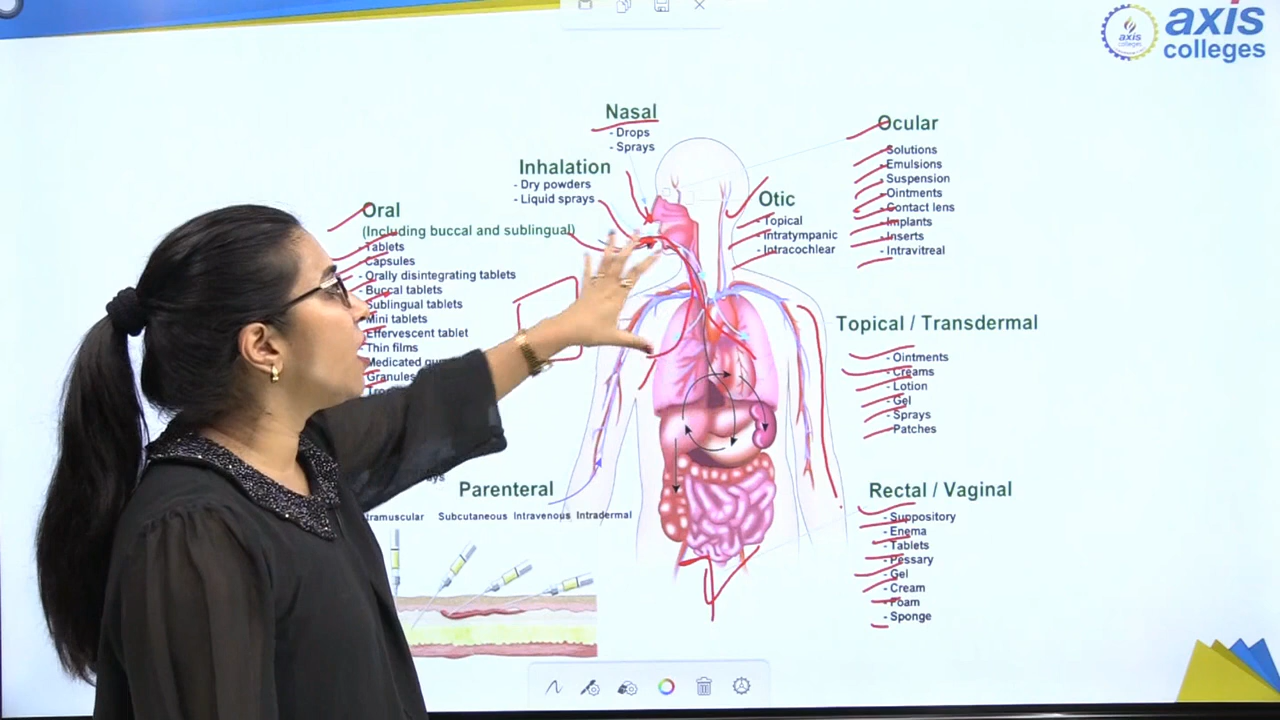 axis
colleges
axis
colleges
Nasal
- Drops
- Sprays
Inhalation
- Dry powders
- Liquid sprays
Oral
(Including buccal and sublingual)
- Tablets
- Capsules
- Orally disintegrating tablets
- Buccal tablets
- Sublingual tablets
- Mini tablets
- Effervescent tablet
- Thin films
- Medicated
- Granules
Parenteral
Subcutaneous Intravenous Intradermal
Otic
- Topical
- Intratympanic
- Intracochlear
Ocular
- Solutions
- Emulsions
- Suspension
- Ointments
- Contact lens
- Implants
- Inserts
- Intravitreal
Topical / Transdermal
- Ointments
- Creams
- Lotion
- Gel
- Sprays
- Patches
Rectal / Vaginal
- Suppository
- Enema
- Tablets
- Pessary
- Gel
- Cream
- Foam
- Sponge